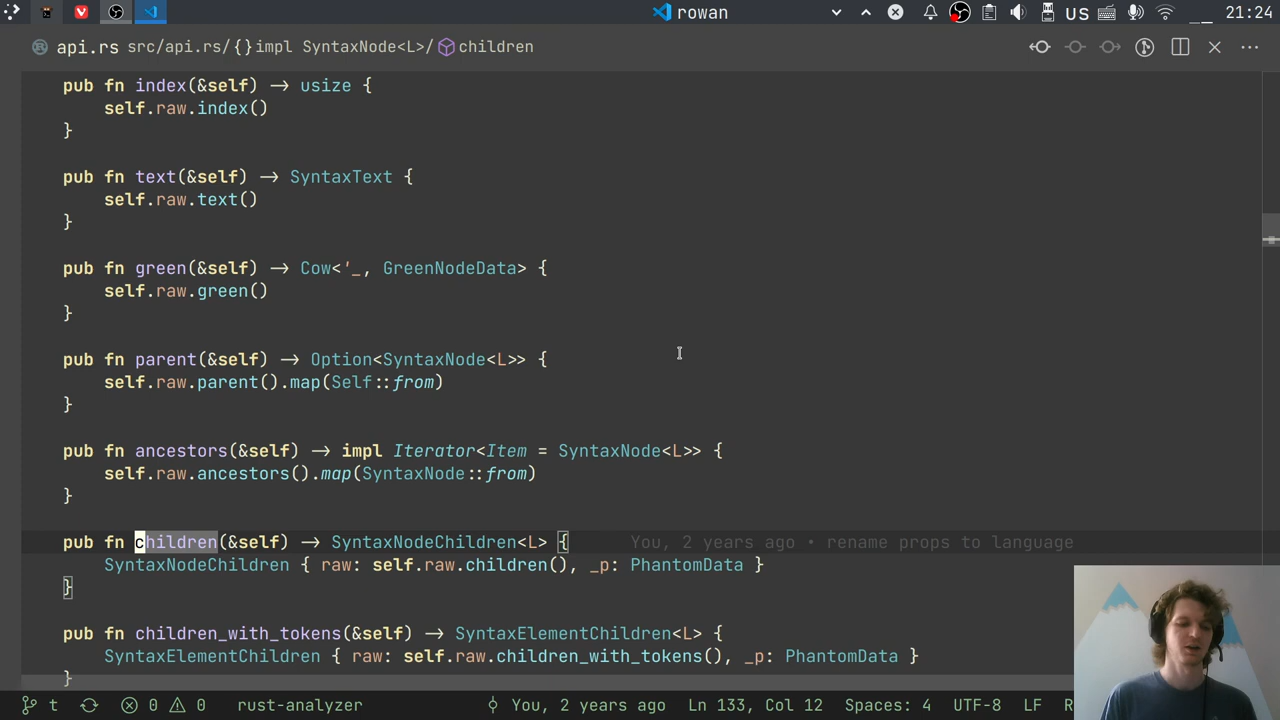 rowan
US
21:24
api.rs src/api.rs/{}impl SyntaxNode<L>/ children
pub fn index(&self) → usize {
self.raw.index()
}
pub fn text(&self) → SyntaxText {
self.raw.text()
}
pub fn green(&self) → Cow<'_, GreenNodeData> {
self.raw.green()
}
pub fn parent(&self) → Option<SyntaxNode<L>> {
self.raw.parent().map(Self::from)
}
pub fn ancestors(&self) → impl Iterator<Item = SyntaxNode<L>> {
self.raw.ancestors().map(SyntaxNode::from)
}
pub fn children(&self) → SyntaxNodeChildren<L> { You, 2 years ago • rename props to language
SyntaxNodeChildren { raw: self.raw.children(), _p: PhantomData }
}
pub fn children_with_tokens(&self) → SyntaxElementChildren<L> {
SyntaxElementChildren { raw: self.raw.children_with_tokens(), _p: PhantomData }
}
t 0 0 rust-analyzer You, 2 years ago Ln 133, Col 12 Spaces: 4 UTF-8 LF